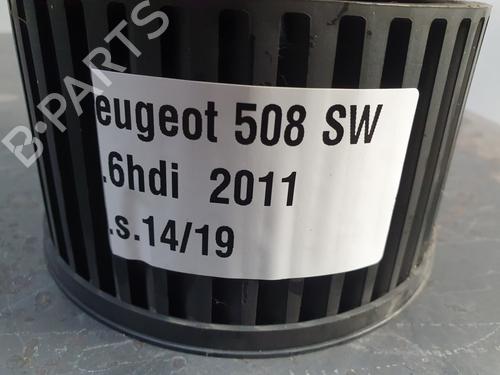 B-PARTS
eugeot 508 SW
.6hdi 2011
.s.14/19